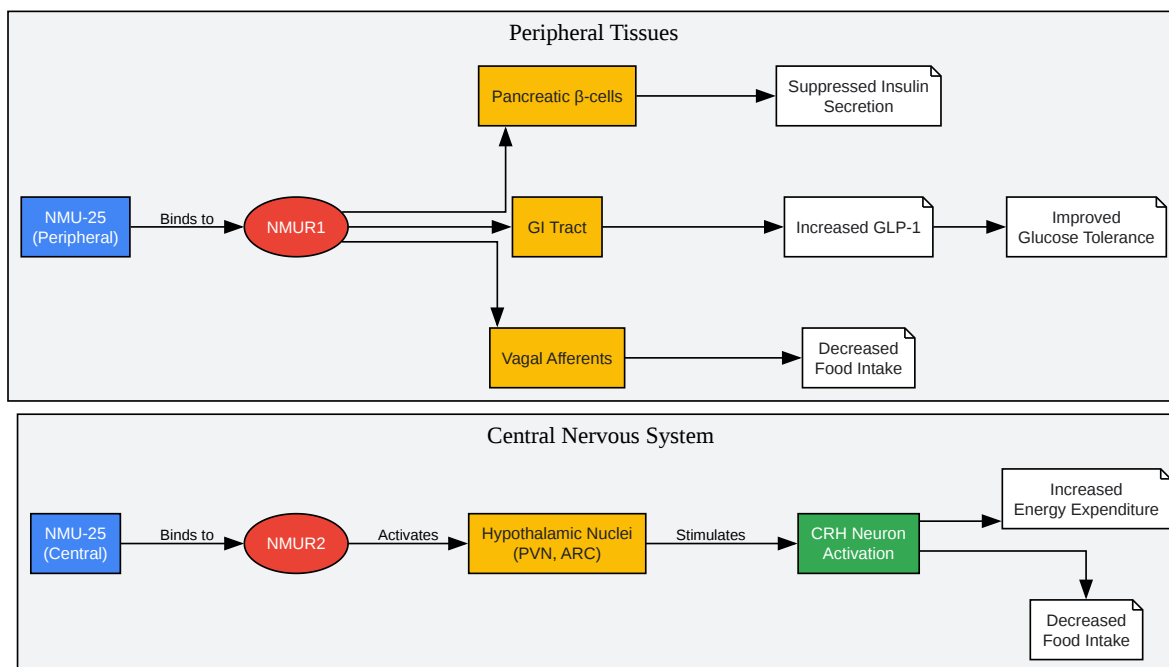 Peripheral Tissues
Pancreatic β-cells
Suppressed Insulin
Secretion
NMU-25
(Peripheral)
Binds to
NMUR1
GI Tract
Increased GLP-1
Improved
Glucose Tolerance
Vagal Afferents
Decreased
Food Intake
Central Nervous System
NMU-25
(Central)
Binds to
NMUR2
Activates
Hypothalamic Nuclei
(PVN, ARC)
Stimulates
CRH Neuron
Activation
Increased
Energy Expenditure
Decreased
Food Intake